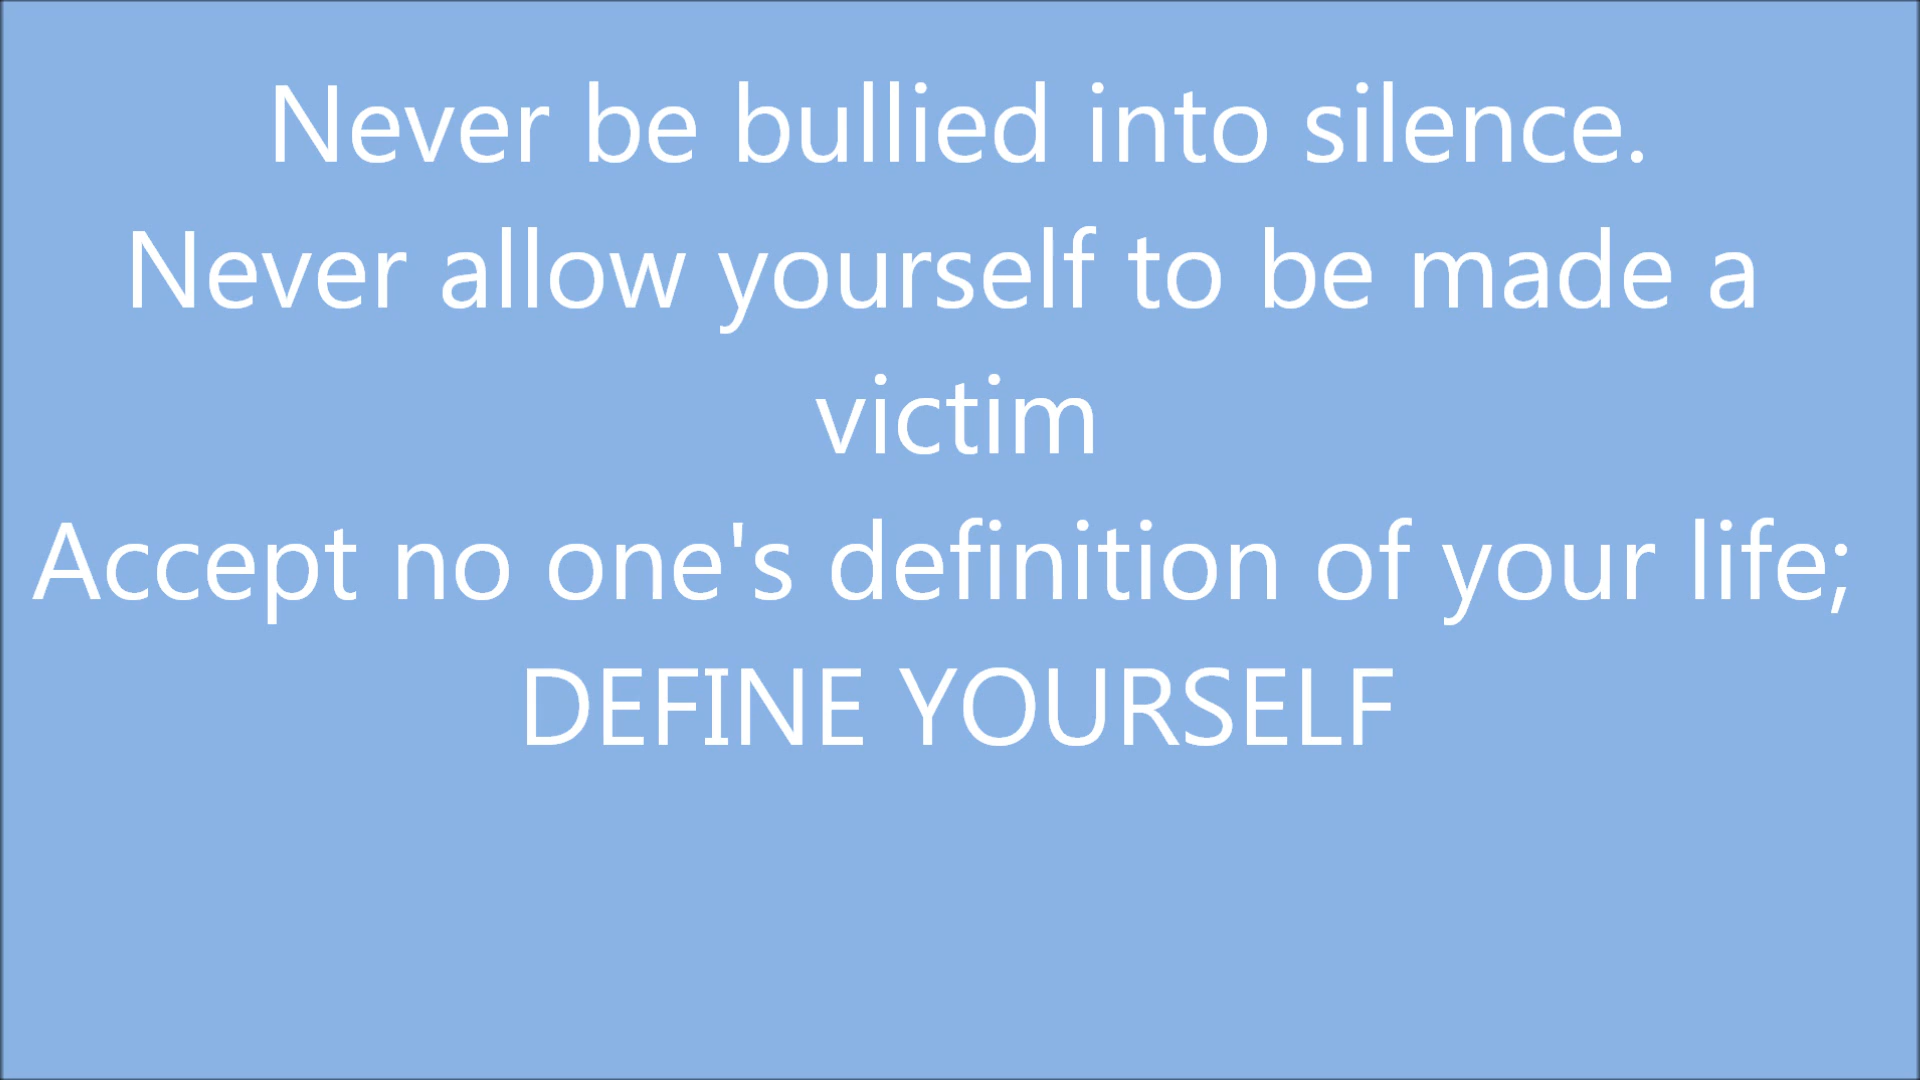 Never be bullied into silence.
Never allow yourself to be made a
victim
Accept no one's definition of your life;
DEFINE YOURSELF